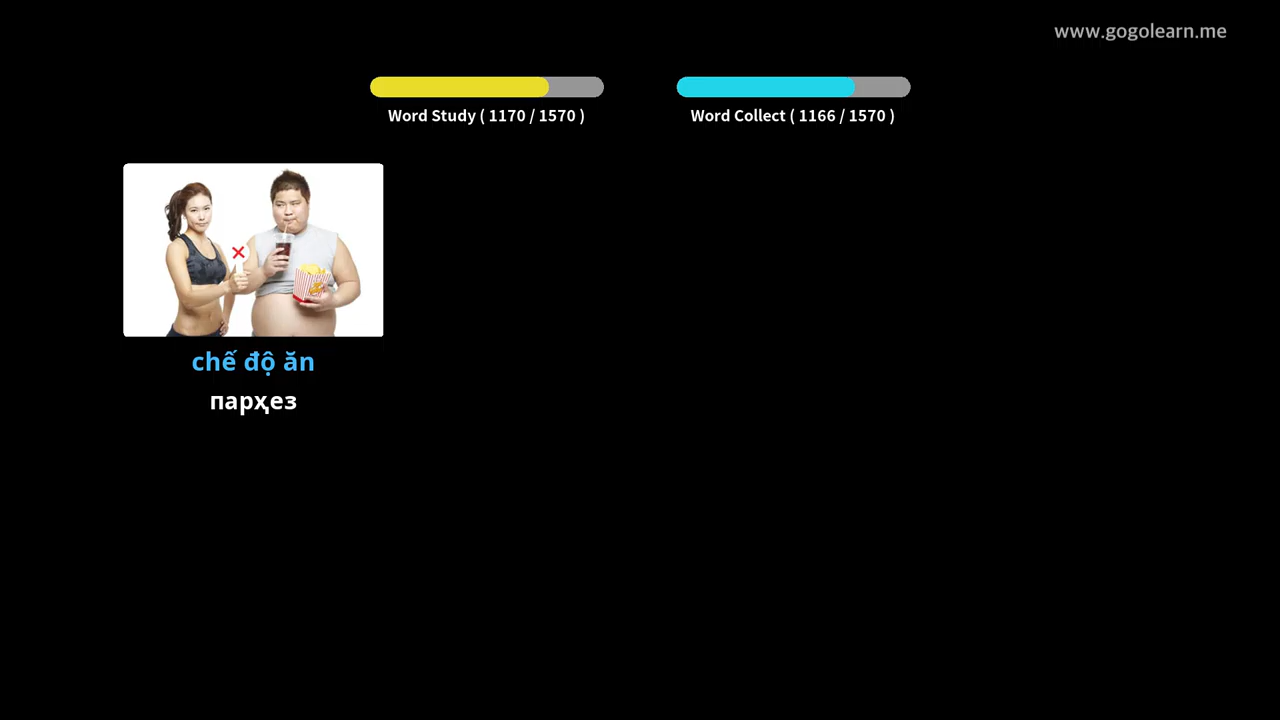 www.gogolearn.me
Word Study ( 1170 / 1570 )
Word Collect ( 1166 / 1570 )
chế độ ăn
парҳез